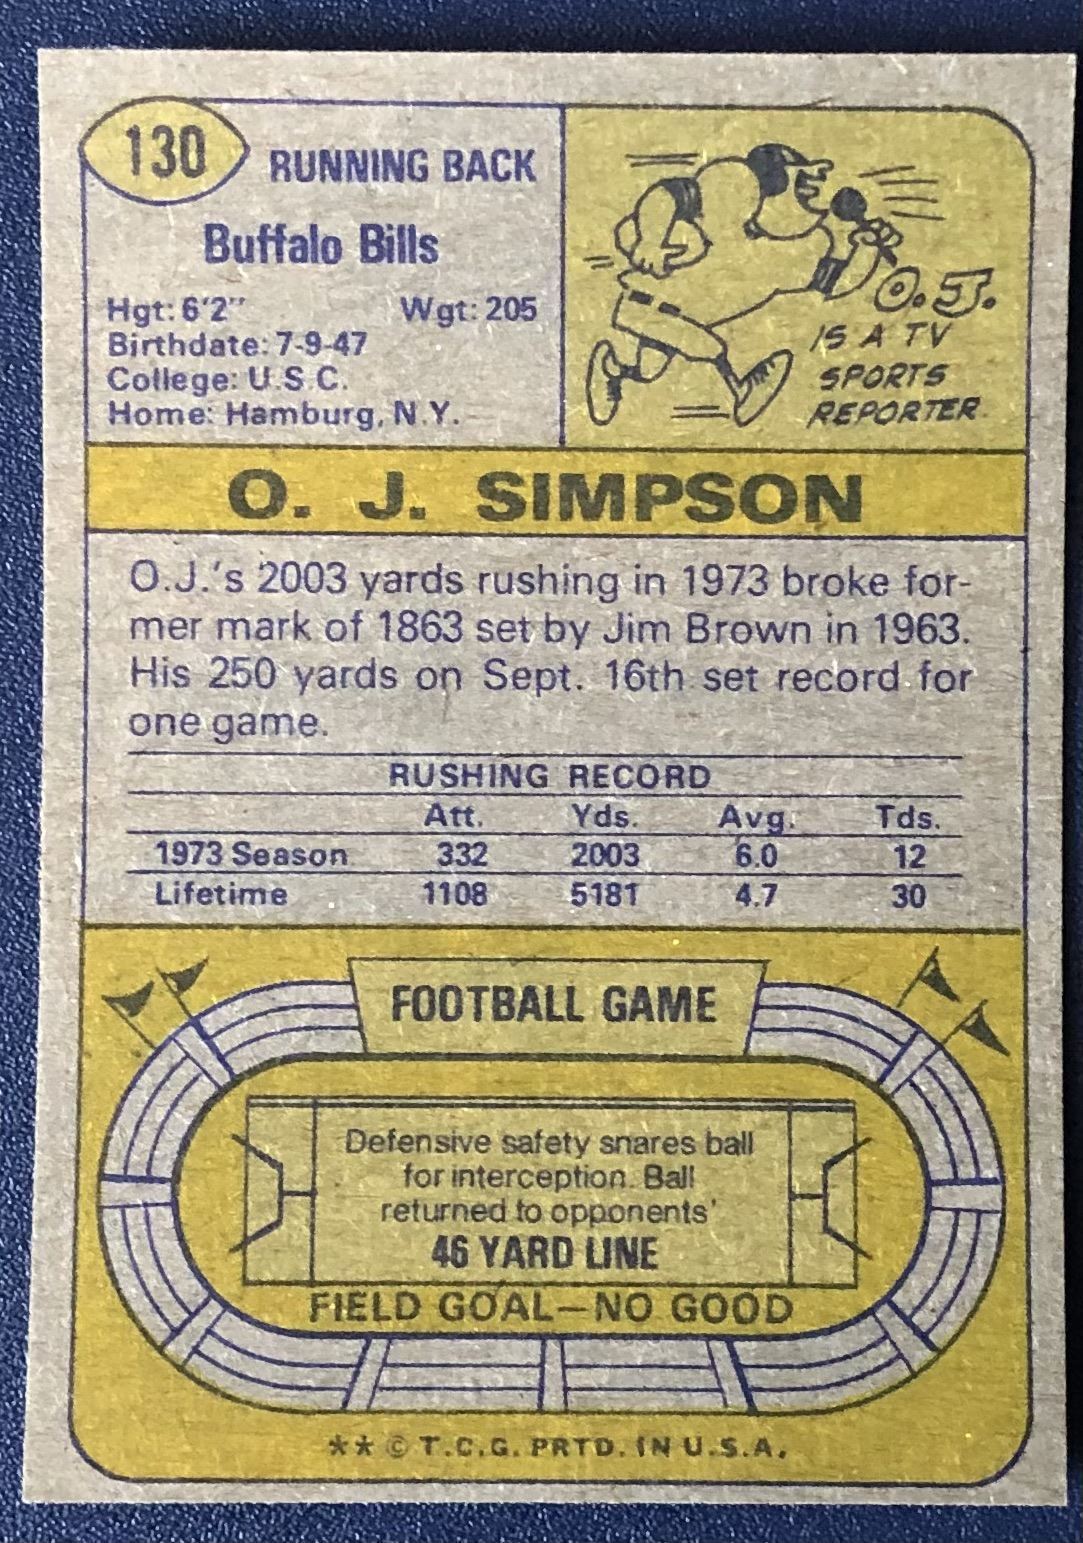 130
RUNNING BACK
Buffalo Bills
Hgt: 6'2" Wgt: 205
Birthdate: 7-9-47
College: U.S.C.
Home: Hamburg, N.Y.
O.J.
IS A TV
SPORTS
REPORTER
O. J. SIMPSON
O.J.'s 2003 yards rushing in 1973 broke for-
mer mark of 1863 set by Jim Brown in 1963.
His 250 yards on Sept. 16th set record for
one game.
RUSHING RECORD
Att. Yds. Avg. Tds.
1973 Season 332 2003 6.0 12
Lifetime 1108 5181 4.7 30
FOOTBALL GAME
Defensive safety snares ball
for interception. Ball
returned to opponents'
46 YARD LINE
FIELD GOAL—NO GOOD
** © T.C.G. PRTD. IN U.S.A.